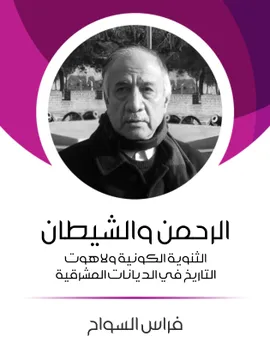 الرحمن والشيطان
الثنوية الكونية ولاهوت
التاريخ في الديانات المشرقية
فراس السواح